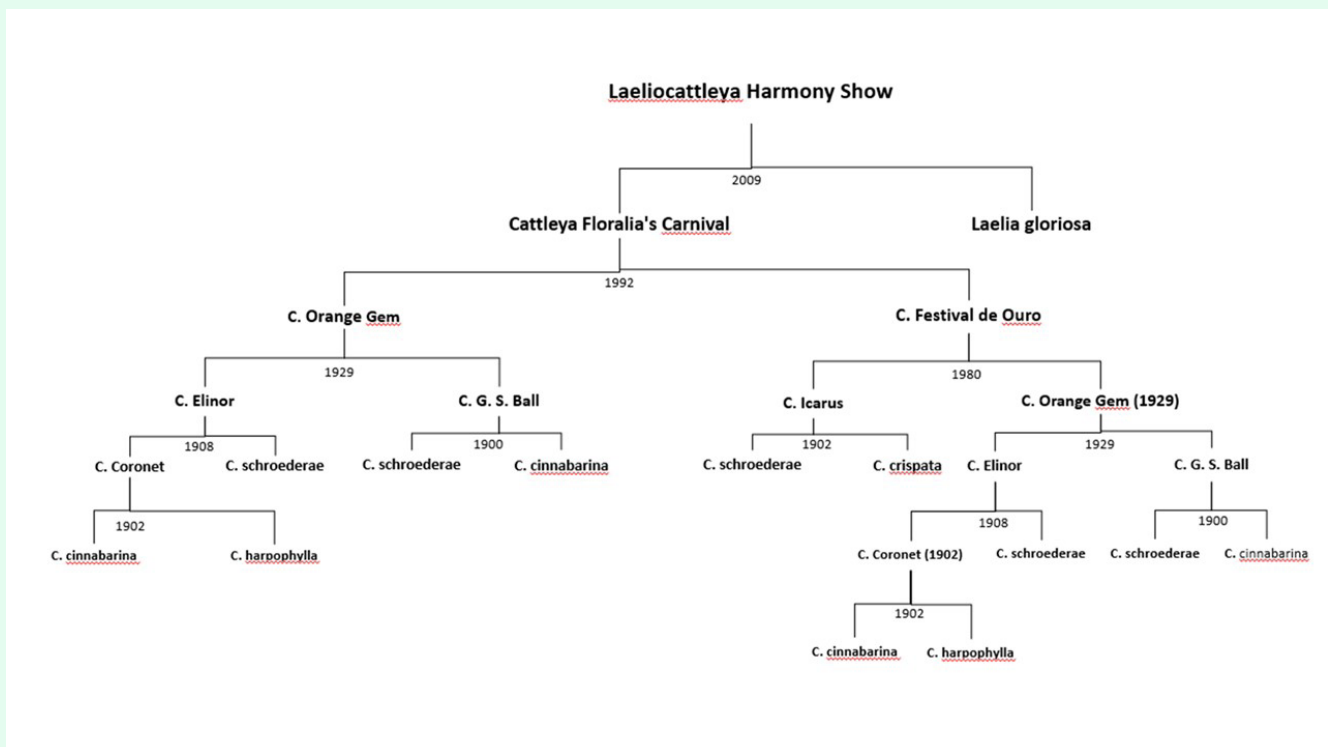 Laeliocattleya Harmony Show
2009
Cattleya Floralia's Carnival
Laelia gloriosa
1992
C. Orange Gem
C. Festival de Ouro
1929
1980
C. Elinor
C. G. S. Ball
C. Icarus
C. Orange Gem (1929)
1908
1900
1902
1929
C. Coronet
C. schroederae
C. schroederae
C. cinnabarina
C. schroederae
C. crispata
C. Elinor
C. G. S. Ball
1902
1908
1900
C. cinnabarina
C. harpophylla
C. Coronet (1902)
C. schroederae
C. schroederae
C. cinnabarina
1902
C. cinnabarina
C. harpophylla